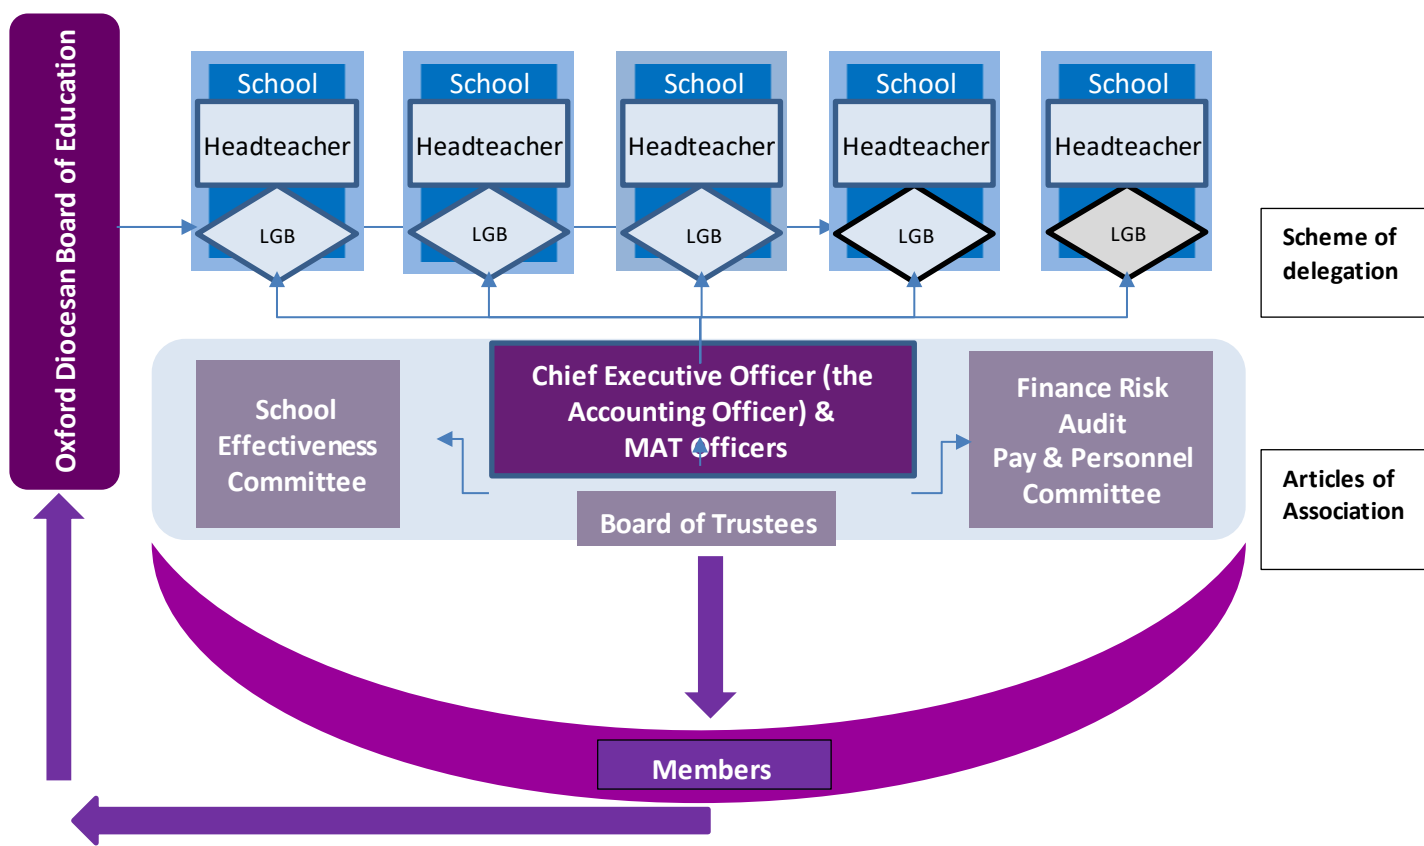 Oxford Diocesan Board of Education
School
School
School
School
School
Headteacher
Headteacher
Headteacher
Headteacher
Headteacher
LGB
LGB
LGB
LGB
LGB
Scheme of
delegation
School
Effectiveness
Committee
Chief Executive Officer (the
Accounting Officer) &
MAT Officers
Finance Risk
Audit
Pay & Personnel
Committee
Board of Trustees
Articles of
Association
Members